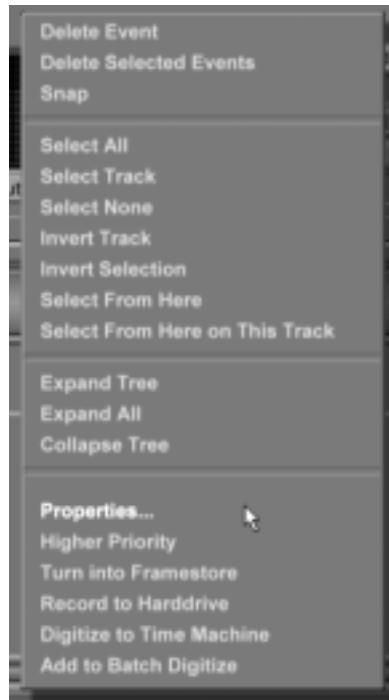 Delete Event
Delete Selected Events
Snap
Select All
Select Track
Select None
Invert Track
Invert Selection
Select From Here
Select From Here on This Track
Expand Tree
Expand All
Collapse Tree
Properties...
Higher Priority
Turn into Framestore
Record to Harddrive
Digitize to Time Machine
Add to Batch Digitize